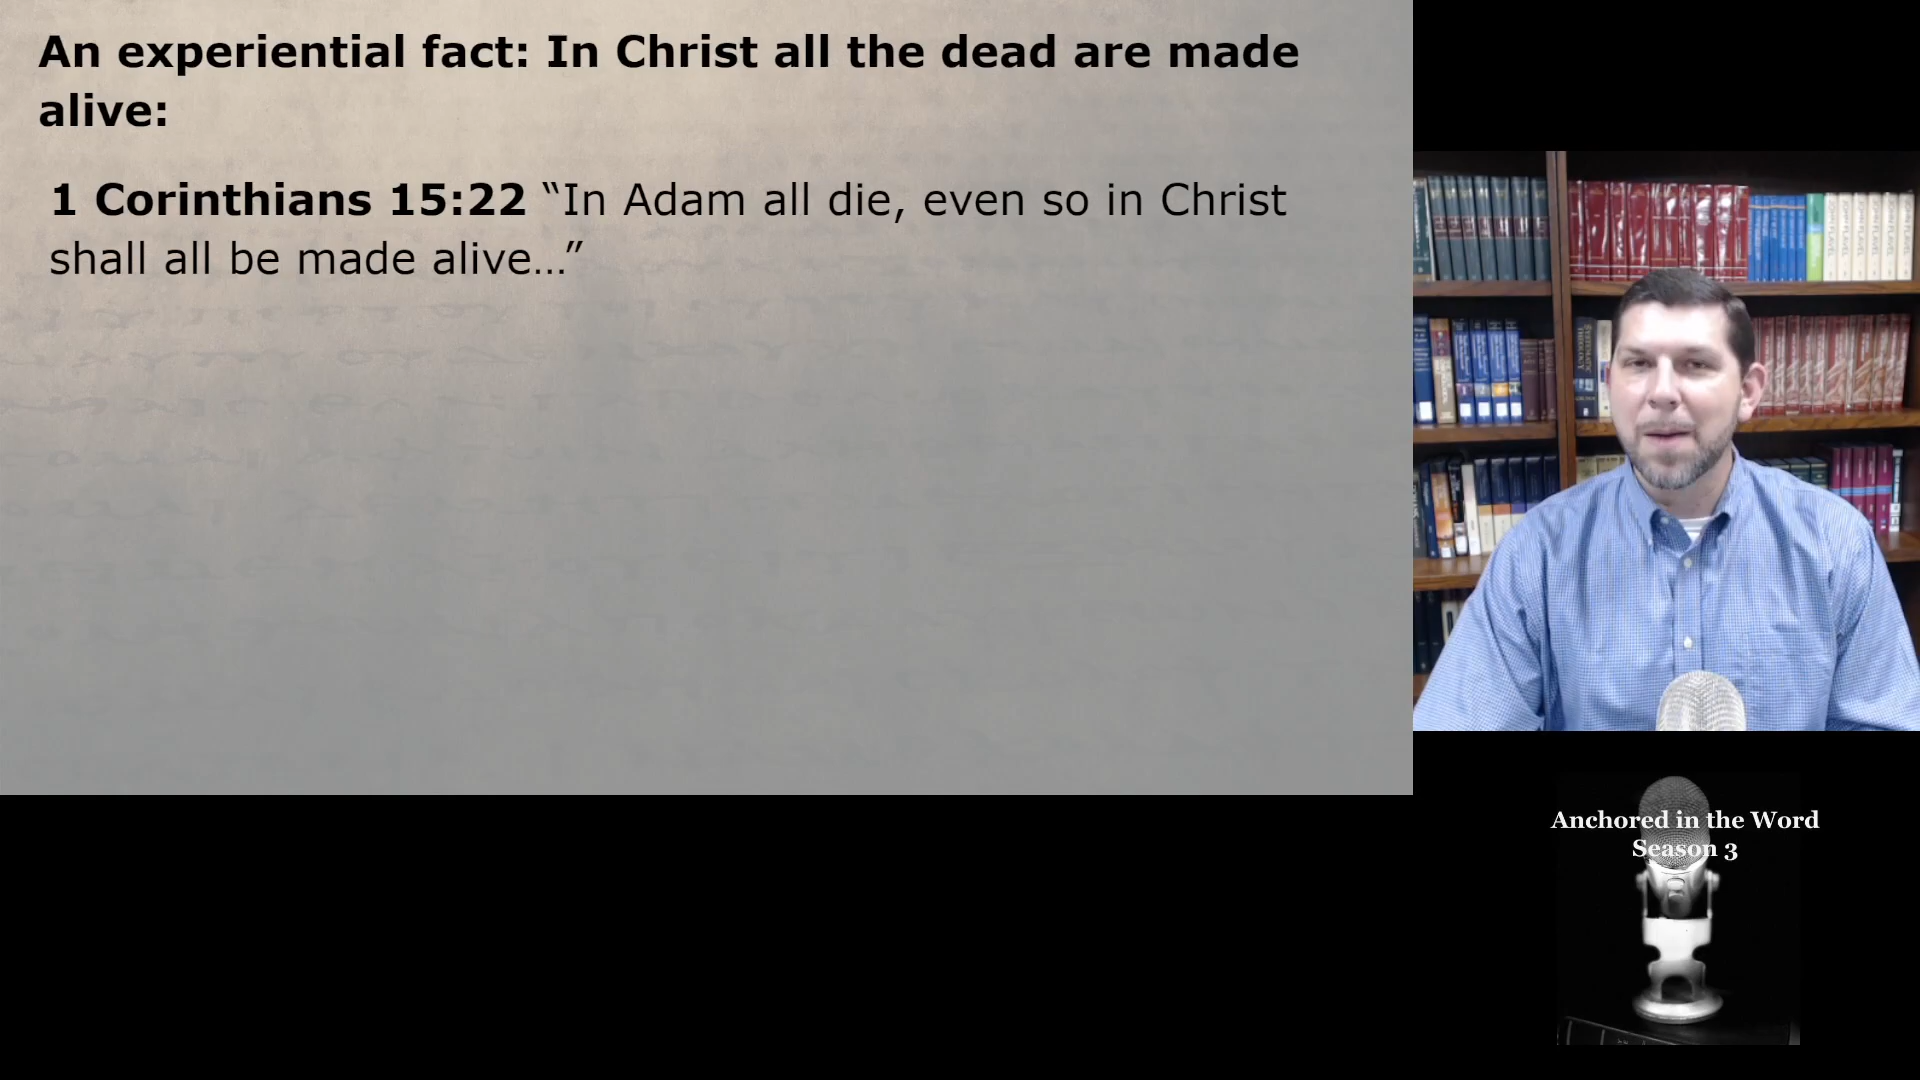 An experiential fact: In Christ all the dead are made
alive:
1 Corinthians 15:22 “In Adam all die, even so in Christ
shall all be made alive…”
Anchored in the Word
Season 3